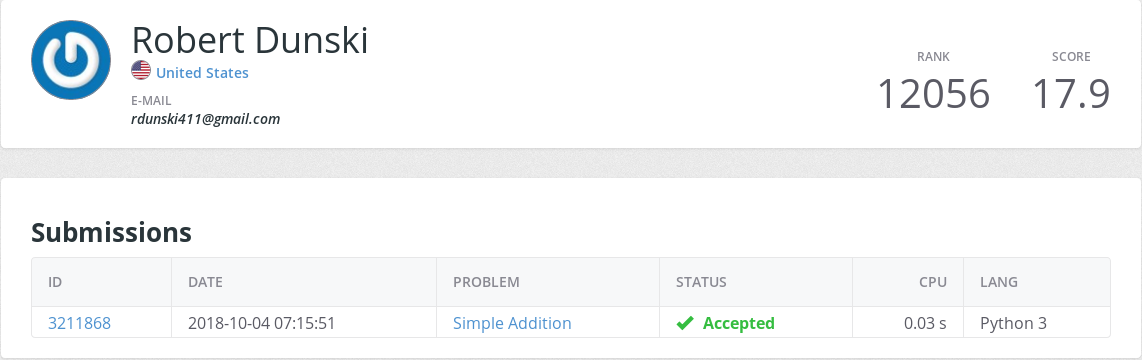 Robert Dunski
United States
E-MAIL
rdunski411@gmail.com
RANK
12056
SCORE
17.9
Submissions
ID DATE PROBLEM STATUS CPU LANG
3211868 2018-10-04 07:15:51 Simple Addition Accepted 0.03 s Python 3